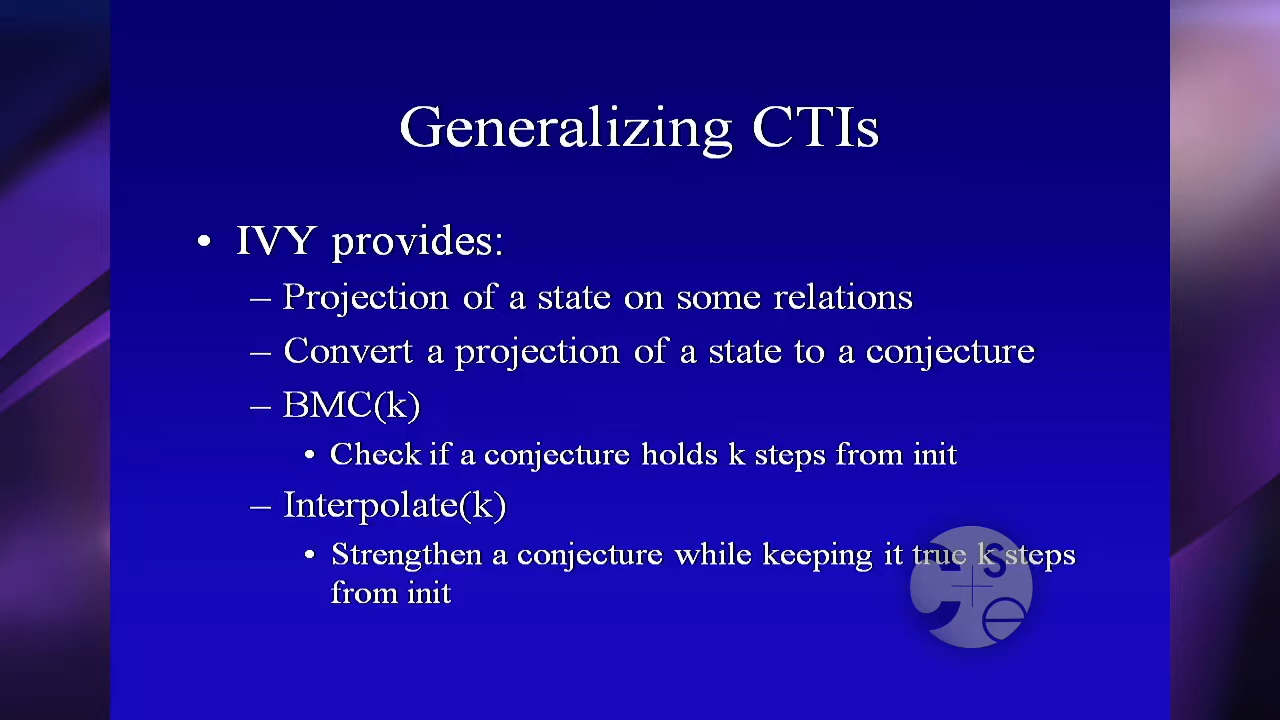 Generalizing CTIs
• IVY provides:
– Projection of a state on some relations
– Convert a projection of a state to a conjecture
– BMC(k)
• Check if a conjecture holds k steps from init
– Interpolate(k)
• Strengthen a conjecture while keeping it true k steps
from init
C S
e